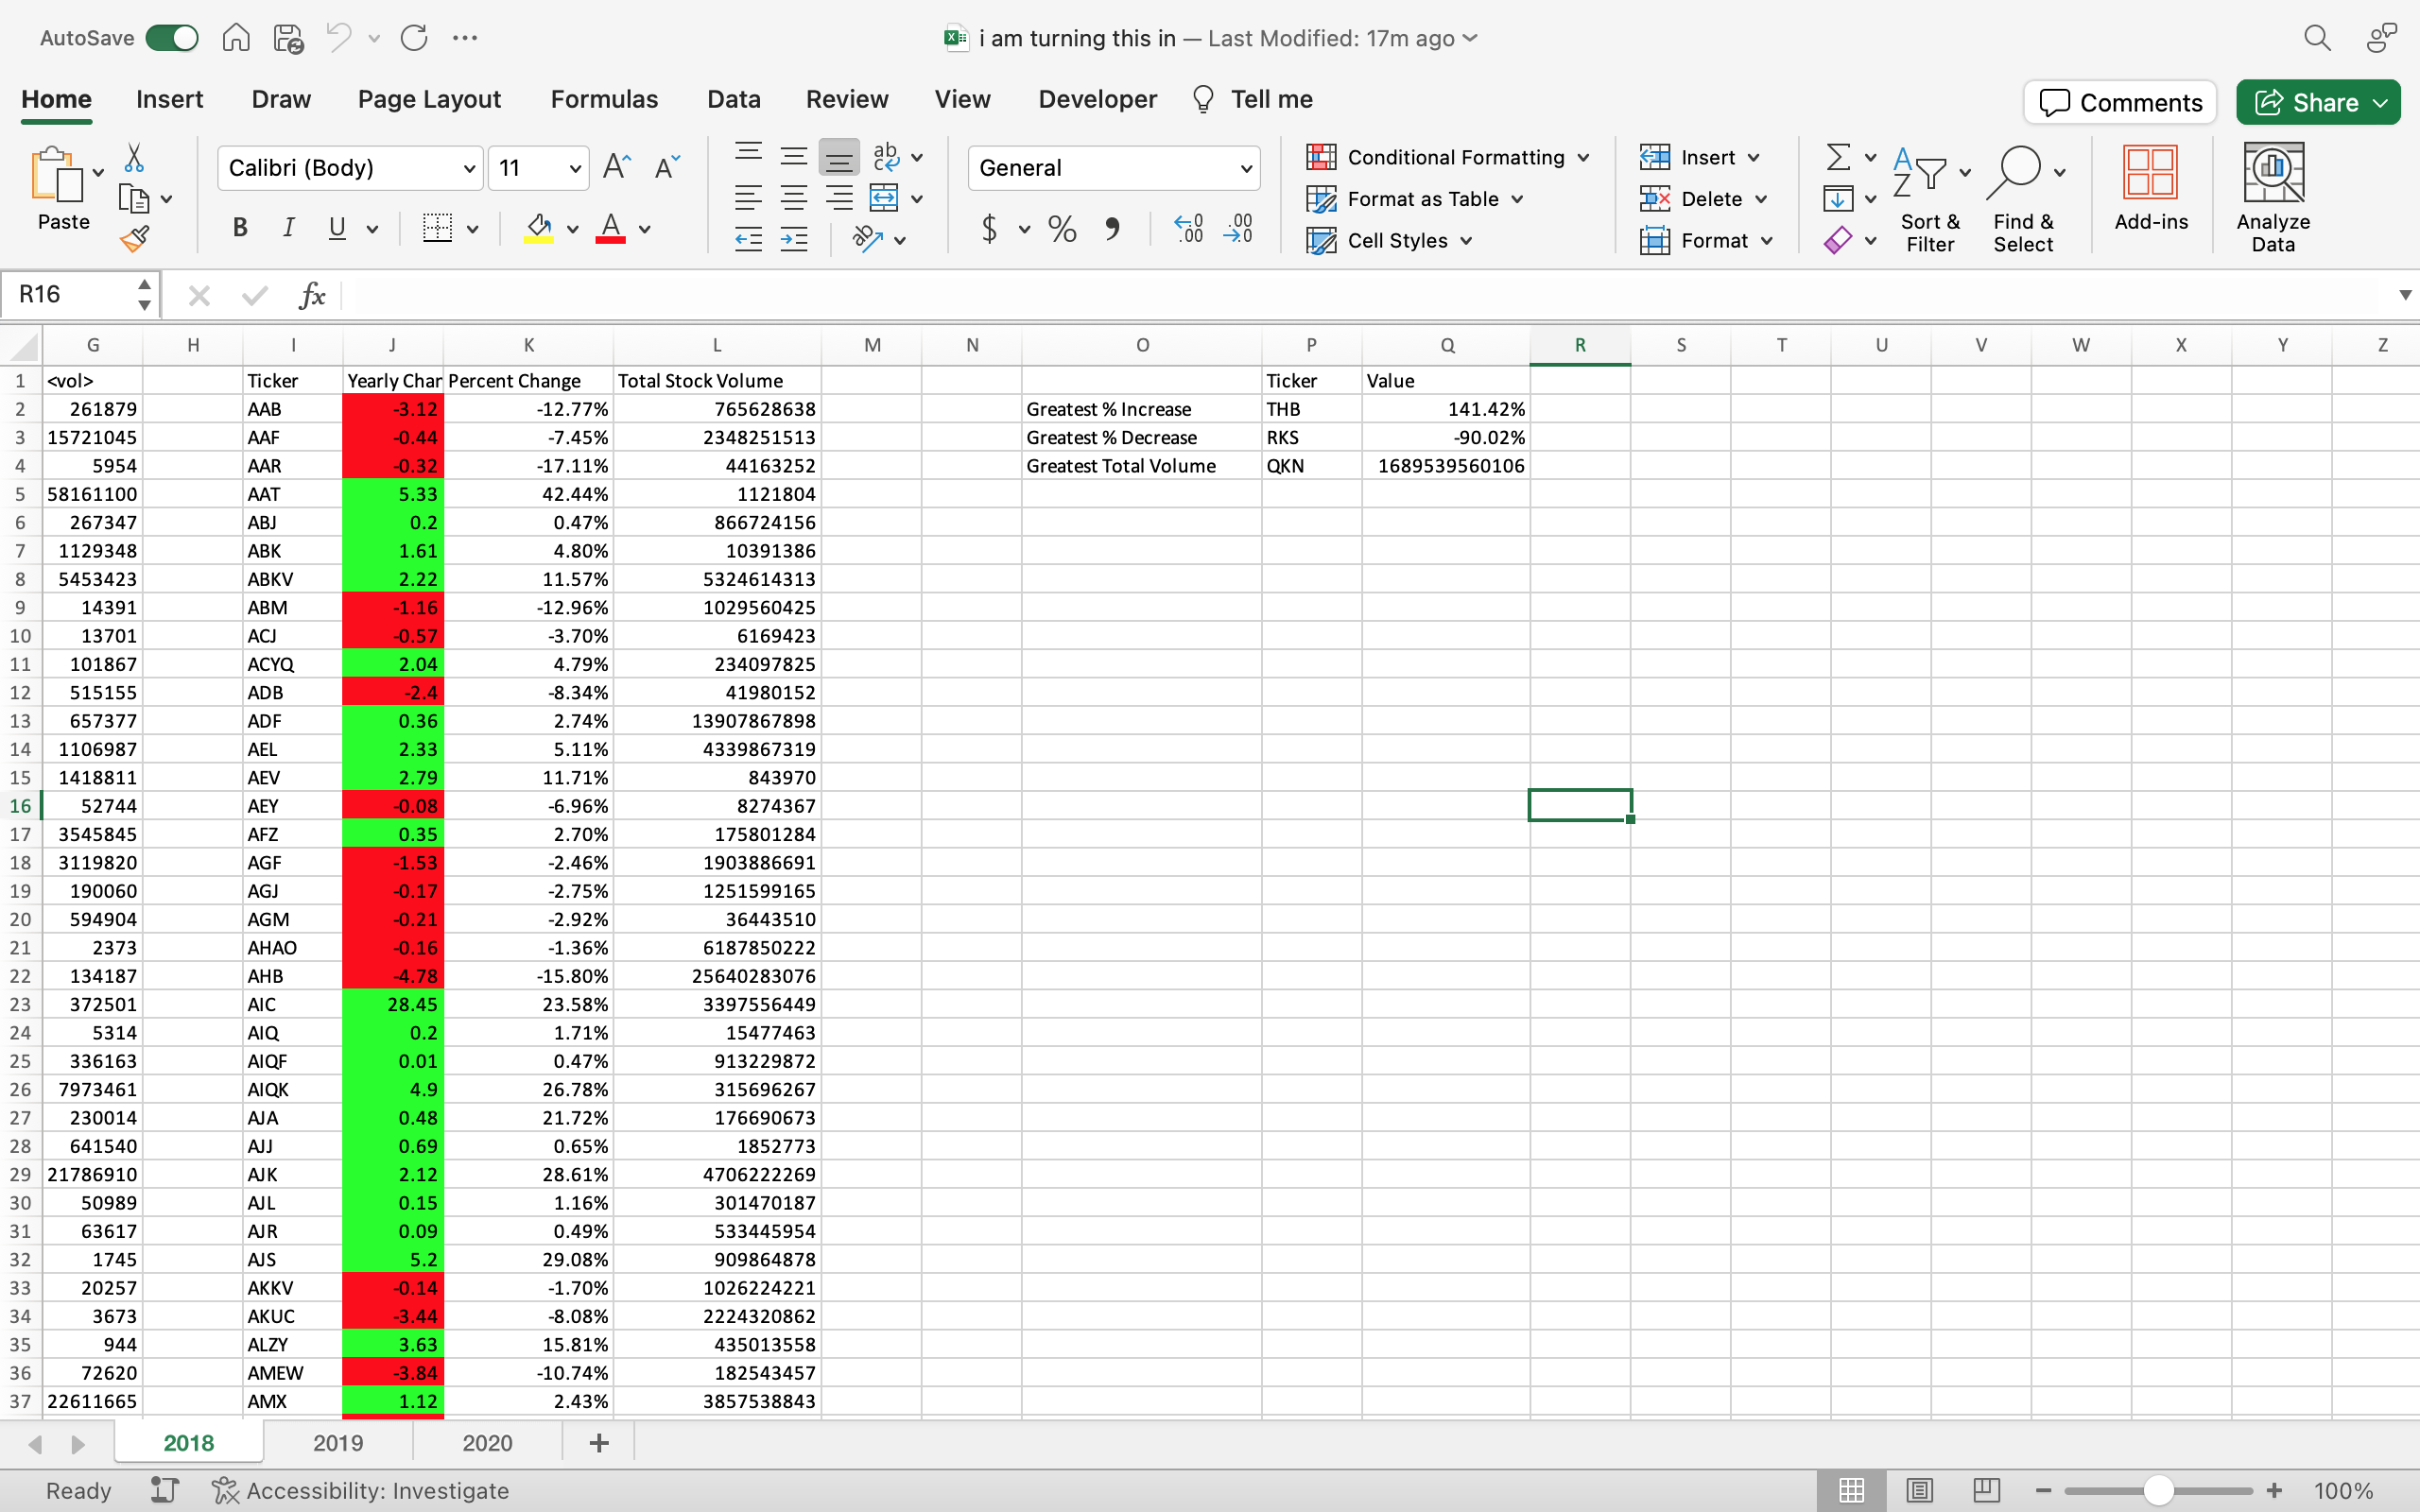 AutoSave
i am turning this in — Last Modified: 17m ago
Home Insert Draw Page Layout Formulas Data Review View Developer Tell me Comments Share
Paste
Calibri (Body) 11
B I U
General
$ % 9
Conditional Formatting
Format as Table
Cell Styles
Insert
Delete
Format
Sort & Filter
Find & Select
Add-ins
Analyze Data
R16 fx
G H I J K L M N O P Q R S T U V W X Y Z
1 <vol> Ticker Yearly Char Percent Change Total Stock Volume Ticker Value
2 261879 AAB -3.12 -12.77% 765628638 Greatest % Increase THB 141.42%
3 15721045 AAF -0.44 -7.45% 2348251513 Greatest % Decrease RKS -90.02%
4 5954 AAR -0.32 -17.11% 44163252 Greatest Total Volume QKN 1689539560106
5 58161100 AAT 5.33 42.44% 1121804
6 267347 ABJ 0.2 0.47% 866724156
7 1129348 ABK 1.61 4.80% 10391386
8 5453423 ABKV 2.22 11.57% 5324614313
9 14391 ABM -1.16 -12.96% 1029560425
10 13701 ACJ -0.57 -3.70% 6169423
11 101867 ACYQ 2.04 4.79% 234097825
12 515155 ADB -2.4 -8.34% 41980152
13 657377 ADF 0.36 2.74% 13907867898
14 1106987 AEL 2.33 5.11% 4339867319
15 1418811 AEV 2.79 11.71% 843970
16 52744 AEY -0.08 -6.96% 8274367
17 3545845 AFZ 0.35 2.70% 175801284
18 3119820 AGF -1.53 -2.46% 1903886691
19 190060 AGJ -0.17 -2.75% 1251599165
20 594904 AGM -0.21 -2.92% 36443510
21 2373 AHAO -0.16 -1.36% 6187850222
22 134187 AHB -4.78 -15.80% 25640283076
23 372501 AIC 28.45 23.58% 3397556449
24 5314 AIQ 0.2 1.71% 15477463
25 336163 AIQF 0.01 0.47% 913229872
26 7973461 AIQK 4.9 26.78% 315696267
27 230014 AJA 0.48 21.72% 176690673
28 641540 AJJ 0.69 0.65% 1852773
29 21786910 AJK 2.12 28.61% 4706222269
30 50989 AJL 0.15 1.16% 301470187
31 63617 AJR 0.09 0.49% 533445954
32 1745 AJS 5.2 29.08% 909864878
33 20257 AKKV -0.14 -1.70% 1026224221
34 3673 AKUC -3.44 -8.08% 2224320862
35 944 ALZY 3.63 15.81% 435013558
36 72620 AMEW -3.84 -10.74% 182543457
37 22611665 AMX 1.12 2.43% 3857538843
2018 2019 2020 +
Ready Accessibility: Investigate 100%